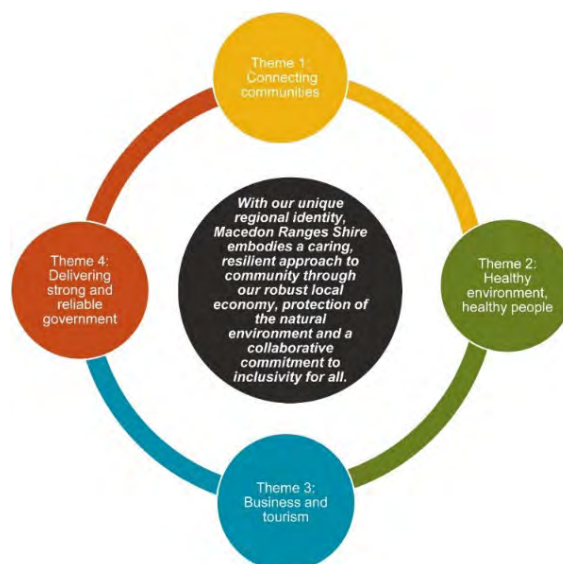 Theme 1:
Connecting
communities
With our unique
regional identity,
Macedon Ranges Shire
embodies a caring,
resilient approach to
community through
our robust local
economy, protection of
the natural
environment and a
collaborative
commitment to
inclusivity for all.
Theme 2:
Healthy
environment,
healthy people
Theme 3:
Business and
tourism
Theme 4:
Delivering
strong and
reliable
government